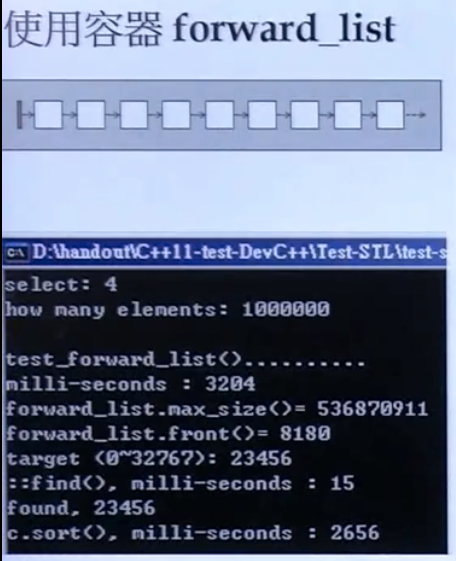 使用容器 forward_list
D:\handout\C++11-test-DevC++\Test-STL\test-s
select: 4
how many elements: 1000000
test_forward_list()..........
milli-seconds : 3204
forward_list.max_size()= 536870911
forward_list.front()= 8180
target (0~32767): 23456
::find(), milli-seconds : 15
found, 23456
c.sort(), milli-seconds : 2656